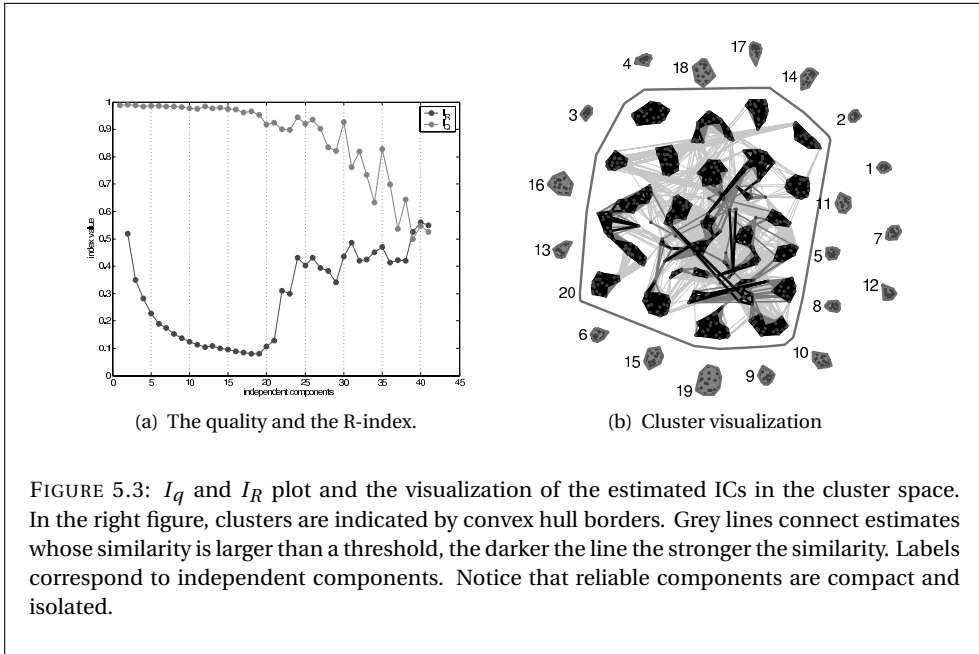 1
0.9
0.8
0.7
0.6
0.5
0.4
0.3
0.2
0.1
0
index value
0 5 10 15 20 25 30 35 40 45
independent components
I_R
I_Q
(a) The quality and the R-index.
17
4
18
14
3
2
1
16
11
7
13
5
12
20
8
6
15
10
19
9
(b) Cluster visualization
FIGURE 5.3: I_q and I_R plot and the visualization of the estimated ICs in the cluster space.
In the right figure, clusters are indicated by convex hull borders. Grey lines connect estimates
whose similarity is larger than a threshold, the darker the line the stronger the similarity. Labels
correspond to independent components. Notice that reliable components are compact and
isolated.